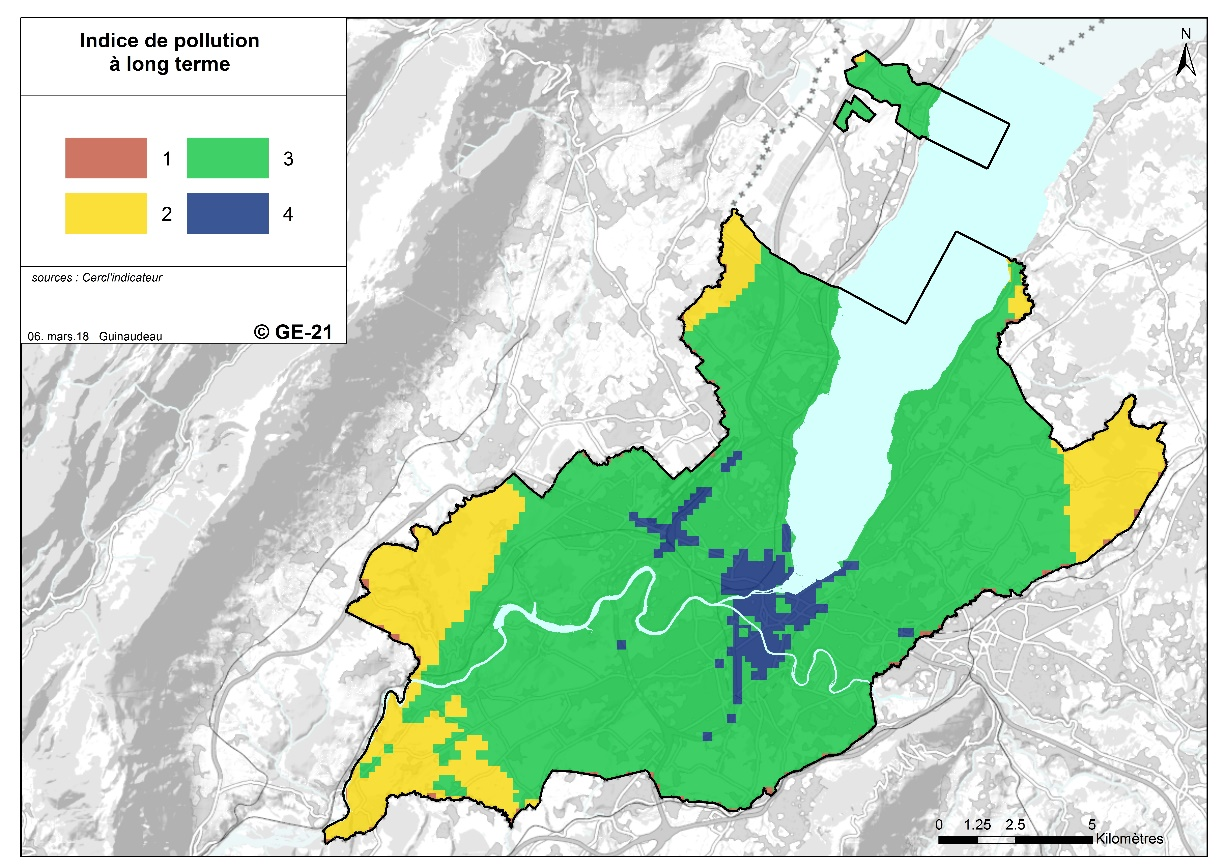 Indice de pollution
à long terme
1 3
2 4
sources : Cercl'indicateur
06. mars.18 Guinaudeau © GE-21
N
0 1.25 2.5 5
Kilomètres